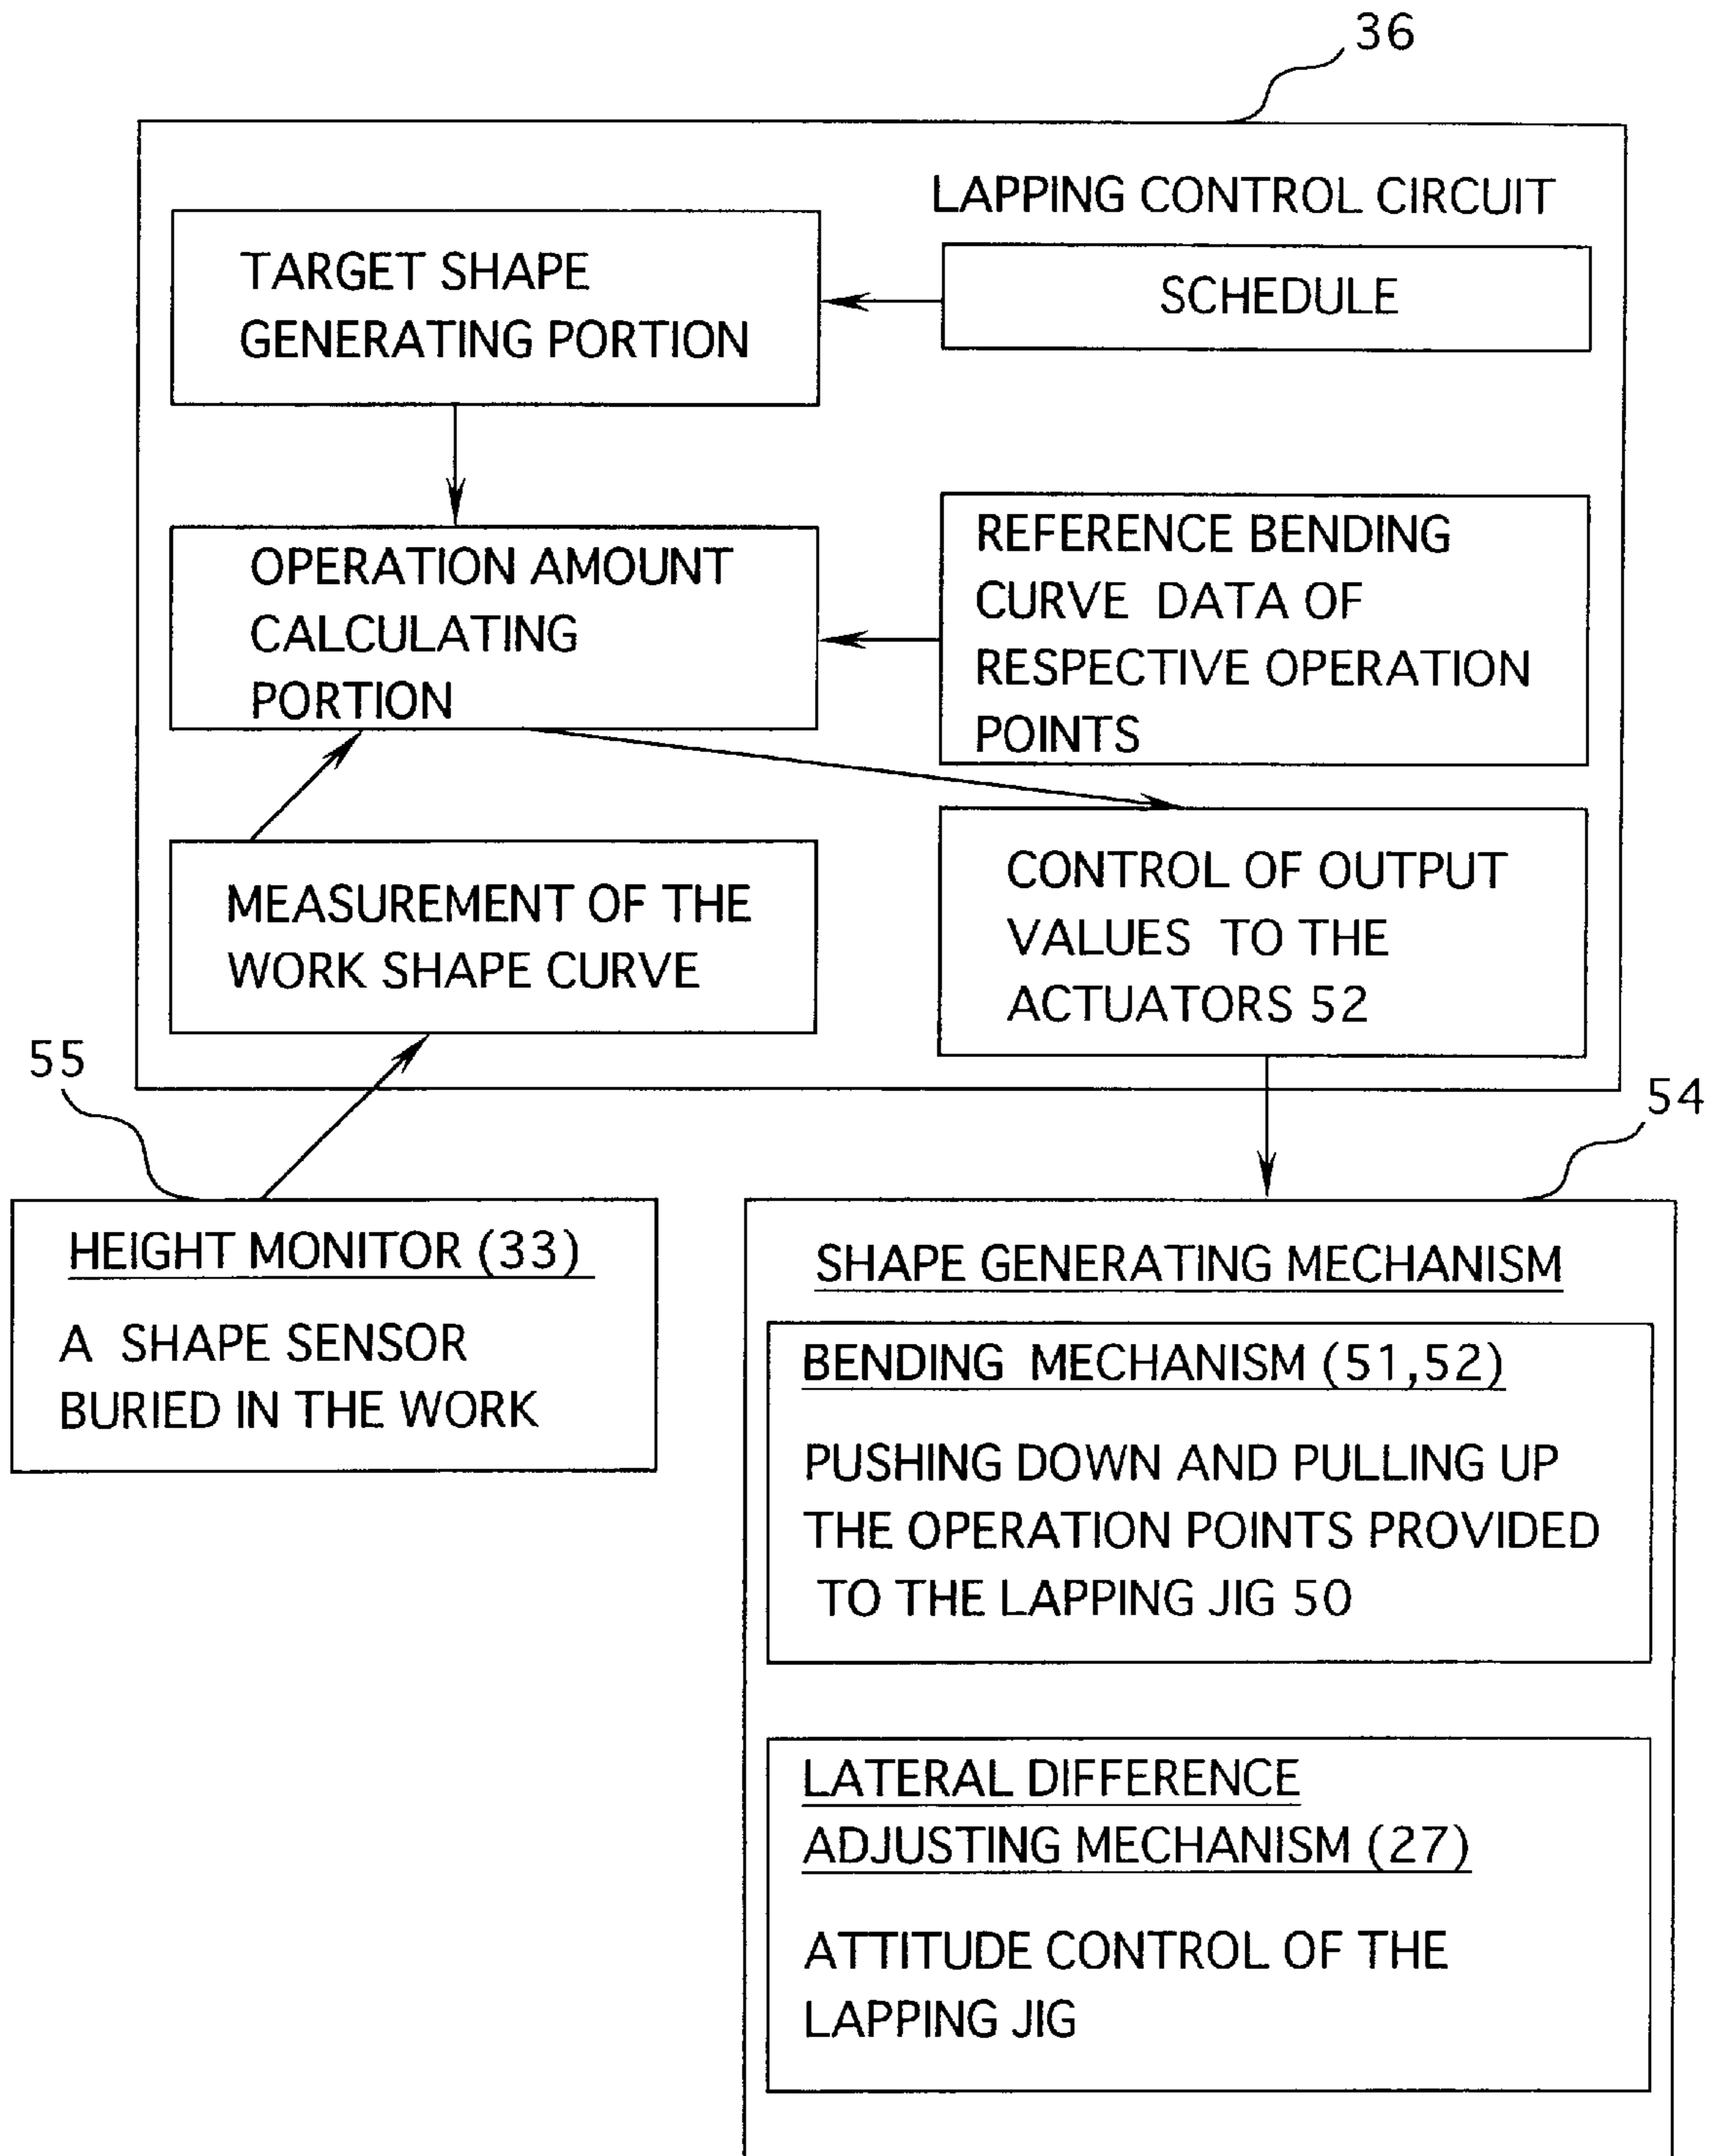 36
LAPPING CONTROL CIRCUIT
TARGET SHAPE
GENERATING PORTION
SCHEDULE
OPERATION AMOUNT
CALCULATING
PORTION
REFERENCE BENDING
CURVE DATA OF
RESPECTIVE OPERATION
POINTS
MEASUREMENT OF THE
WORK SHAPE CURVE
CONTROL OF OUTPUT
VALUES TO THE
ACTUATORS 52
55
54
HEIGHT MONITOR (33)
A SHAPE SENSOR
BURIED IN THE WORK
SHAPE GENERATING MECHANISM
BENDING MECHANISM (51,52)
PUSHING DOWN AND PULLING UP
THE OPERATION POINTS PROVIDED
TO THE LAPPING JIG 50
LATERAL DIFFERENCE
ADJUSTING MECHANISM (27)
ATTITUDE CONTROL OF THE
LAPPING JIG